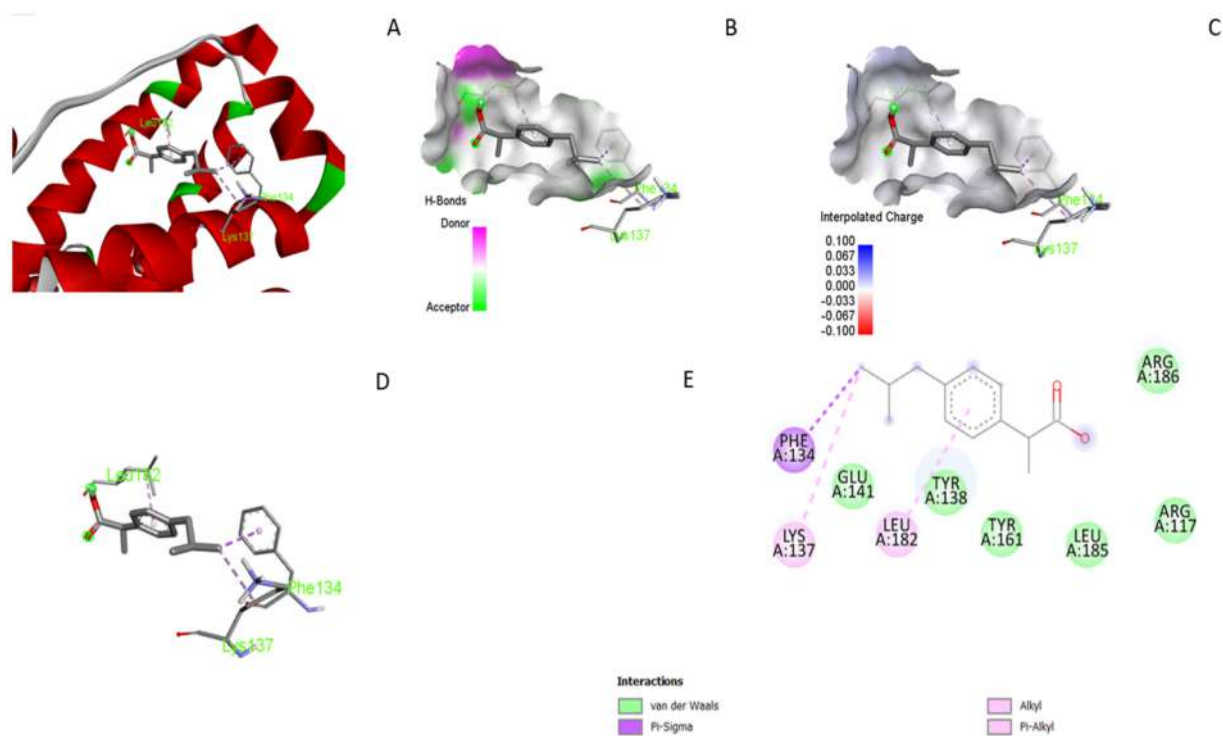 A
Leu182
Phe134
Lys137
B
H-Bonds
Donor
Acceptor
Phe134
Lys137
C
Interpolated Charge
0.100
0.067
0.033
0.000
-0.033
-0.067
-0.100
Phe134
Lys137
D
Leu182
Phe134
Lys137
E
ARG
A:186
PHE
A:134
GLU
A:141
TYR
A:138
LYS
A:137
LEU
A:182
TYR
A:161
LEU
A:185
ARG
A:117
Interactions
van der Waals
Pi-Sigma
Alkyl
Pi-Alkyl
O
O